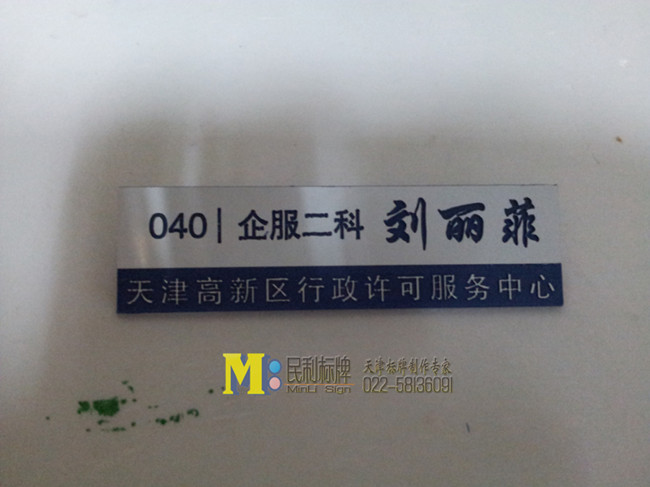 040|企服二科 刘丽菲
天津高新区行政许可服务中心
M 民利标牌 天津标牌制作专家
MinLi Sign 022-58136091